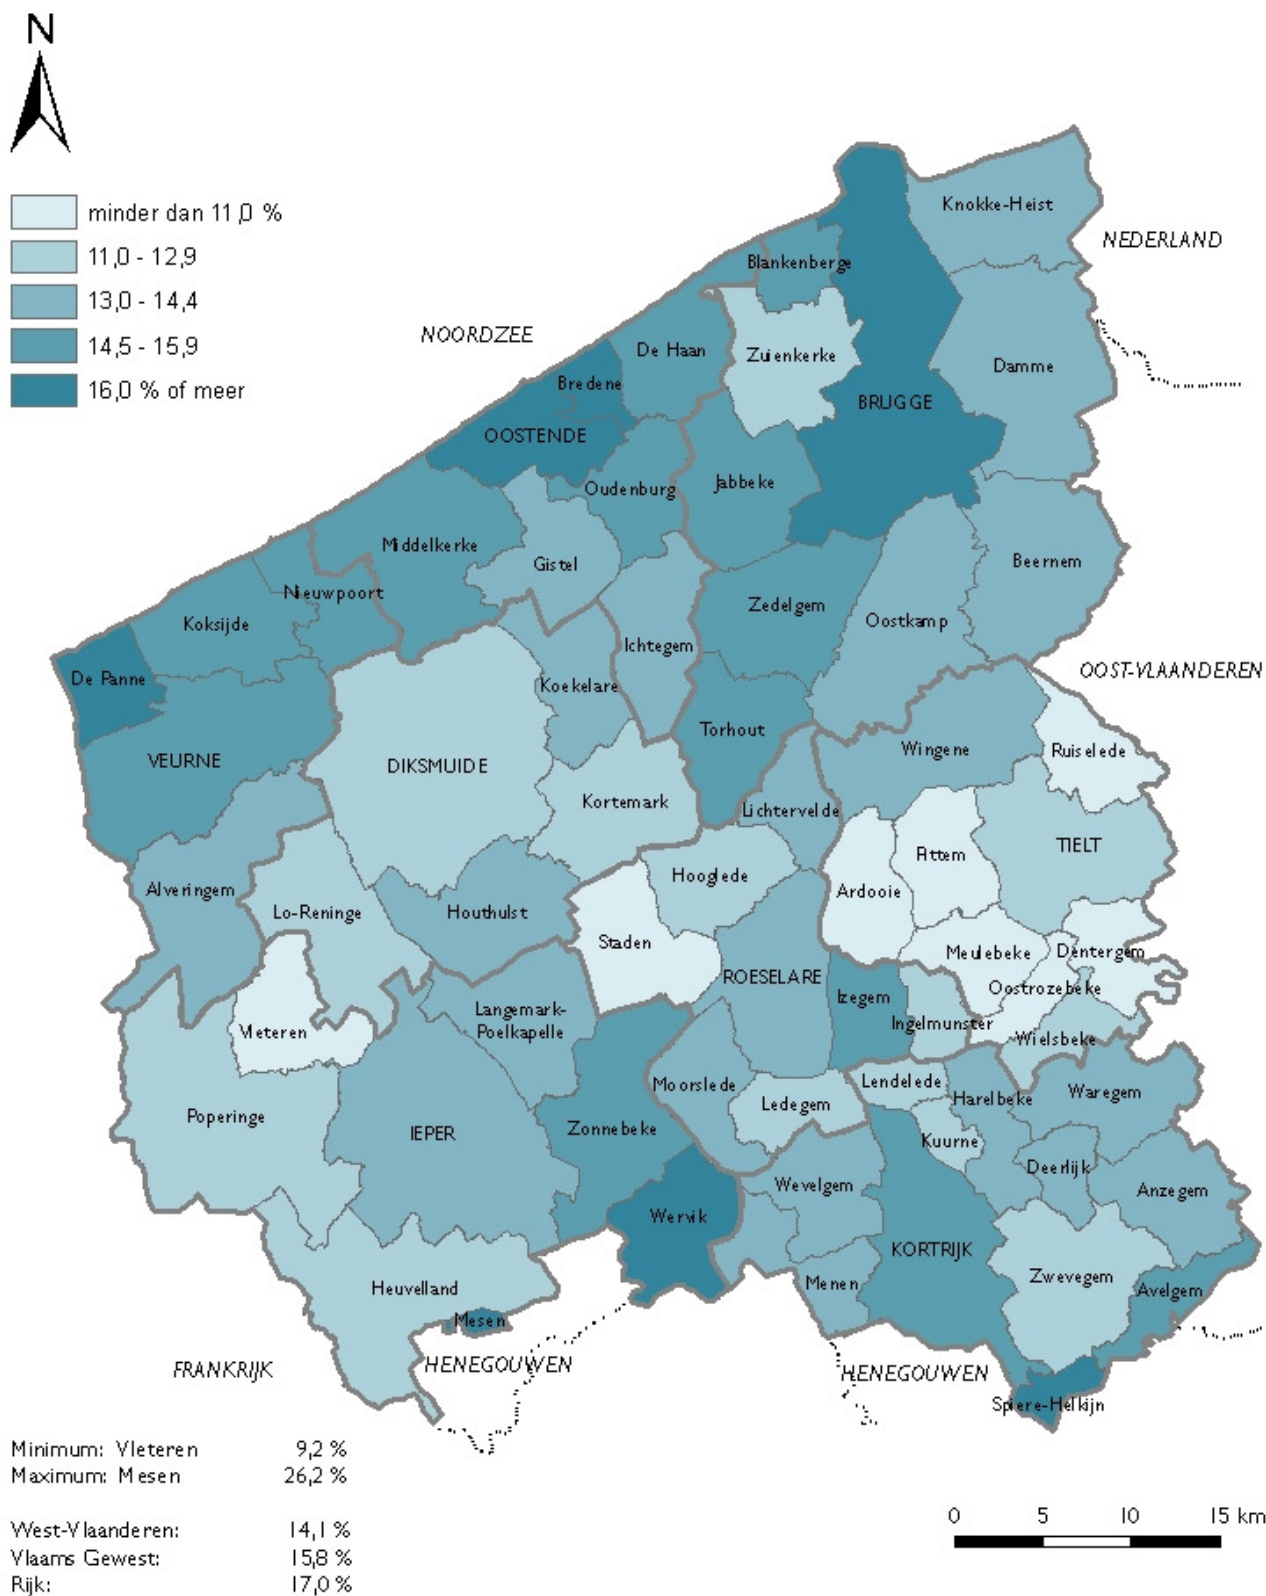 N
minder dan 11,0 %
11,0 - 12,9
13,0 - 14,4
14,5 - 15,9
16,0 % of meer
Knokke-Heist
NEDERLAND
Blankenberge
NOORDZEE
De Haan
Zuienkerke
Damme
Bredene
BRUGGE
OOSTENDE
Oudenburg
Jabbeke
Middelkerke
Gistel
Beernem
Nieuwpoort
Koksijde
Zedelgem
Oostkamp
Ichtegem
De Panne
Koekelare
OOST-VLAANDEREN
VEURNE
DIKSMUIDE
Torhout
Wingene
Ruiselede
Kortemark
Lichtervelde
Pittem
TIELT
Alveringem
Lo-Reninge
Houthulst
Hooglede
Ardooie
Staden
Meulebeke
Dentergem
ROESELARE
Izegem
Oostrozebeke
Vleteren
Langemark-
Poelkapelle
Ingelmunster
Wielsbeke
Moorslede
Lendelede
Harelbeke
Waregem
Poperinge
IEPER
Zonnebeke
Ledegem
Kuurne
Deerlijk
Wevelgem
Anzegem
Wervik
KORTRIJK
Heuvelland
Menen
Zwevegem
Avelgem
Mesen
FRANKRIJK
HENEGOUWEN
HENEGOUWEN
Spiere-Helkijn
Minimum: Vleteren 9,2 %
Maximum: Mesen 26,2 %
West-Vlaanderen: 14,1 %
Vlaams Gewest: 15,8 %
Rijk: 17,0 %
0 5 10 15 km